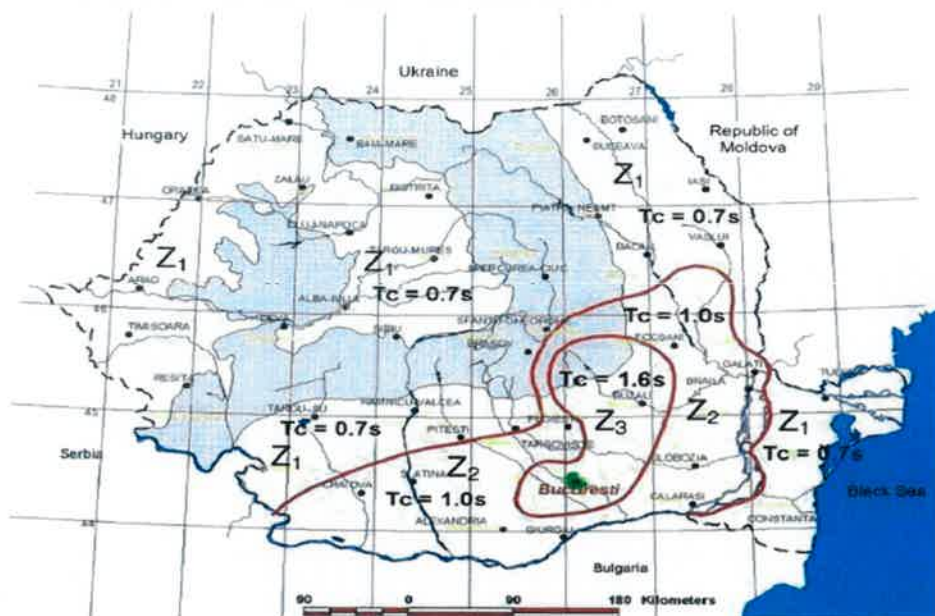 Ukraine
21 22 23 24 25 26 27 28 29
48
Hungary
SATU-MARE
BAIA-MARE
BOTOSANI
SUCEAVA
Republic of
Moldova
ZALAU
BISTRITA
Z1
IASI
ORADEA
47
PIATRA NEAMT
Tc = 0.7s
CLUJ NAPOCA
BACAU
VASLUI
Z1
Z1
TARGU-MURES
MIERCUREA-CIUC
ARAD
Tc = 0.7s
ALBA-IULIA
46
Tc = 1.0s
TIMISOARA
DEVA
SIBIU
SFANTU-GHEORGHE
FOCSANI
BRASOV
RESITA
GALATI
BRAILA
TULCEA
Tc = 1.6s
BUZAU
45
RAMNICU VALCEA
TARGU-JIU
Z3
Z2
Z1
Tc = 0.7s
PITESTI
PLOIESTI
TARGOVISTE
Tc = 0.7s
Serbia
Z1
Z2
SLATINA
SLOBOZIA
CRAIOVA
Tc = 1.0s
Bucuresti
Black Sea
CALARASI
ALEXANDRIA
CONSTANTA
44
GIURGIU
Bulgaria
90 0 90 180 Kilometers